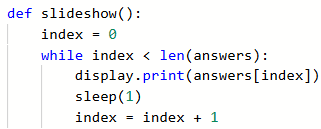 def slideshow():
    index = 0
    while index < len(answers):
        display.print(answers[index])
        sleep(1)
        index = index + 1